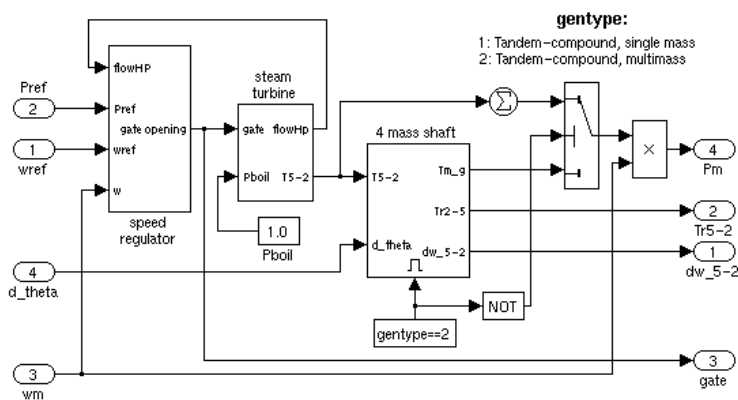 gentype:
1: Tandem-compound, single mass
2: Tandem-compound, multimass
flowHP
Pref
2
Pref
gate opening
1
wref
wref
w
speed
regulator
steam
turbine
gate
flowHp
Pboil
T5-2
1.0
Pboil
4 mass shaft
T5-2
Tm_g
Tr2-5
d_theta
dw_5-2
Σ
×
4
Pm
2
Tr5-2
1
dw_5-2
4
d_theta
NOT
gentype==2
3
gate
3
wm